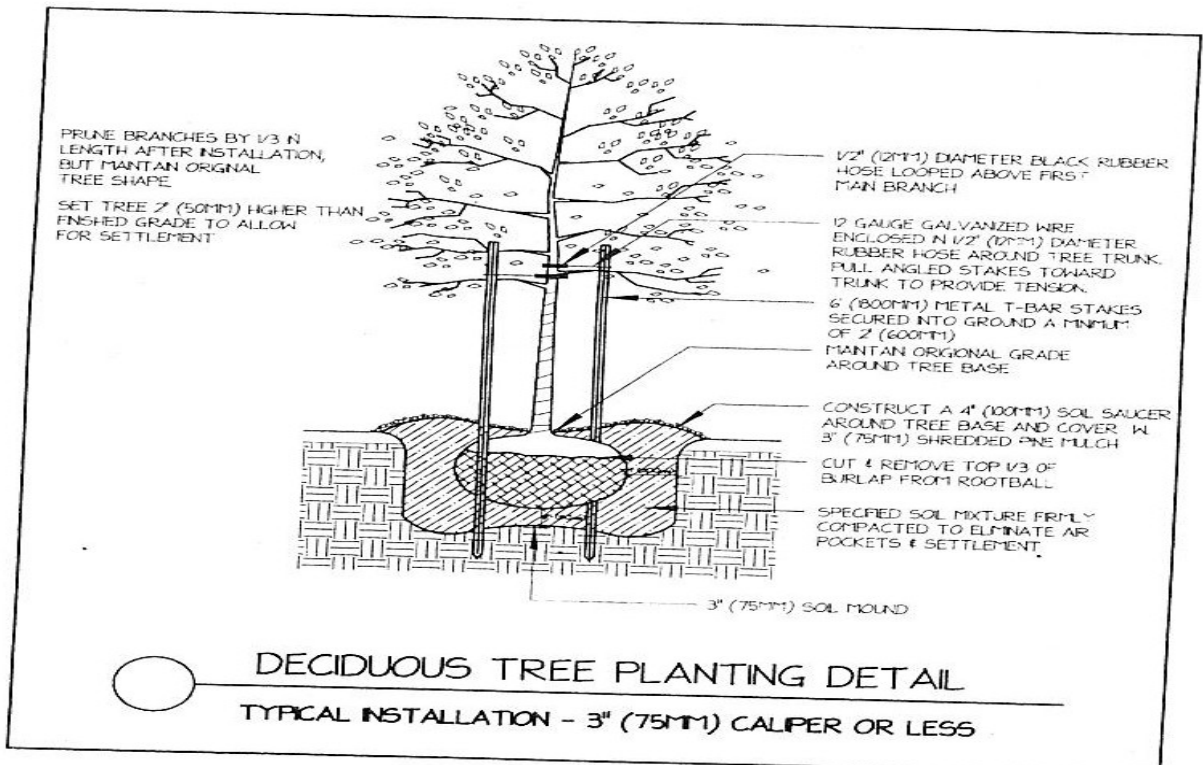 PRUNE BRANCHES BY 1/3 IN
LENGTH AFTER INSTALLATION,
BUT MANTAN ORIGINAL
TREE SHAPE
SET TREE 2" (50MM) HIGHER THAN
FINISHED GRADE TO ALLOW
FOR SETTLEMENT
1/2" (12MM) DIAMETER BLACK RUBBER
HOSE LOOPED ABOVE FIRST
MAIN BRANCH
12 GAUGE GALVANIZED WIRE
ENCLOSED IN 1/2" (12MM) DIAMETER
RUBBER HOSE AROUND TREE TRUNK.
PULL ANGLED STAKES TOWARD
TRUNK TO PROVIDE TENSION.
6' (1800MM) METAL T-BAR STAKES
SECURED INTO GROUND A MINIMUM
OF 2' (600MM)
MANTAN ORIGIONAL GRADE
AROUND TREE BASE
CONSTRUCT A 4" (100MM) SOIL SAUCER
AROUND TREE BASE AND COVER W.
3" (75MM) SHREDDED PINE MULCH
CUT & REMOVE TOP 1/3 OF
BURLAP FROM ROOTBALL
SPECIFIED SOIL MIXTURE FIRMLY
COMPACTED TO ELIMINATE AIR
POCKETS & SETTLEMENT.
3" (75MM) SOIL MOUND
DECIDUOUS TREE PLANTING DETAIL
TYPICAL INSTALLATION - 3" (75MM) CALIPER OR LESS